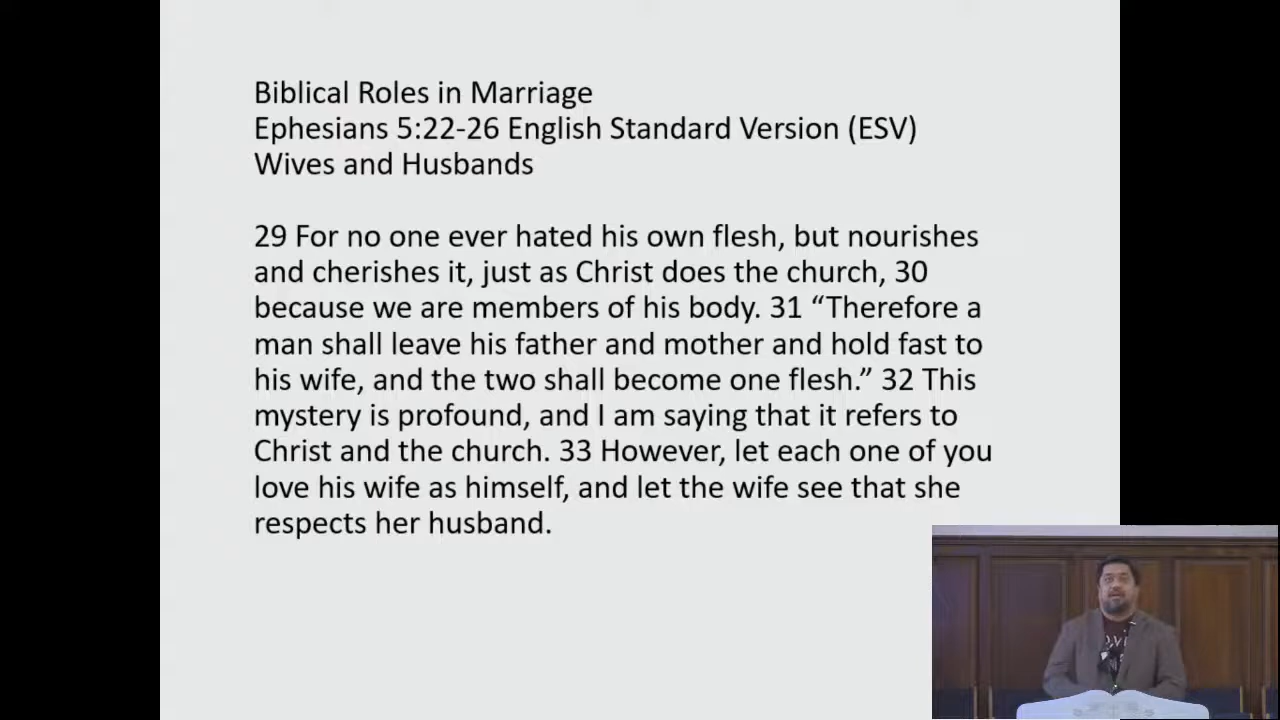 Biblical Roles in Marriage
Ephesians 5:22-26 English Standard Version (ESV)
Wives and Husbands
29 For no one ever hated his own flesh, but nourishes
and cherishes it, just as Christ does the church, 30
because we are members of his body. 31 “Therefore a
man shall leave his father and mother and hold fast to
his wife, and the two shall become one flesh.” 32 This
mystery is profound, and I am saying that it refers to
Christ and the church. 33 However, let each one of you
love his wife as himself, and let the wife see that she
respects her husband.